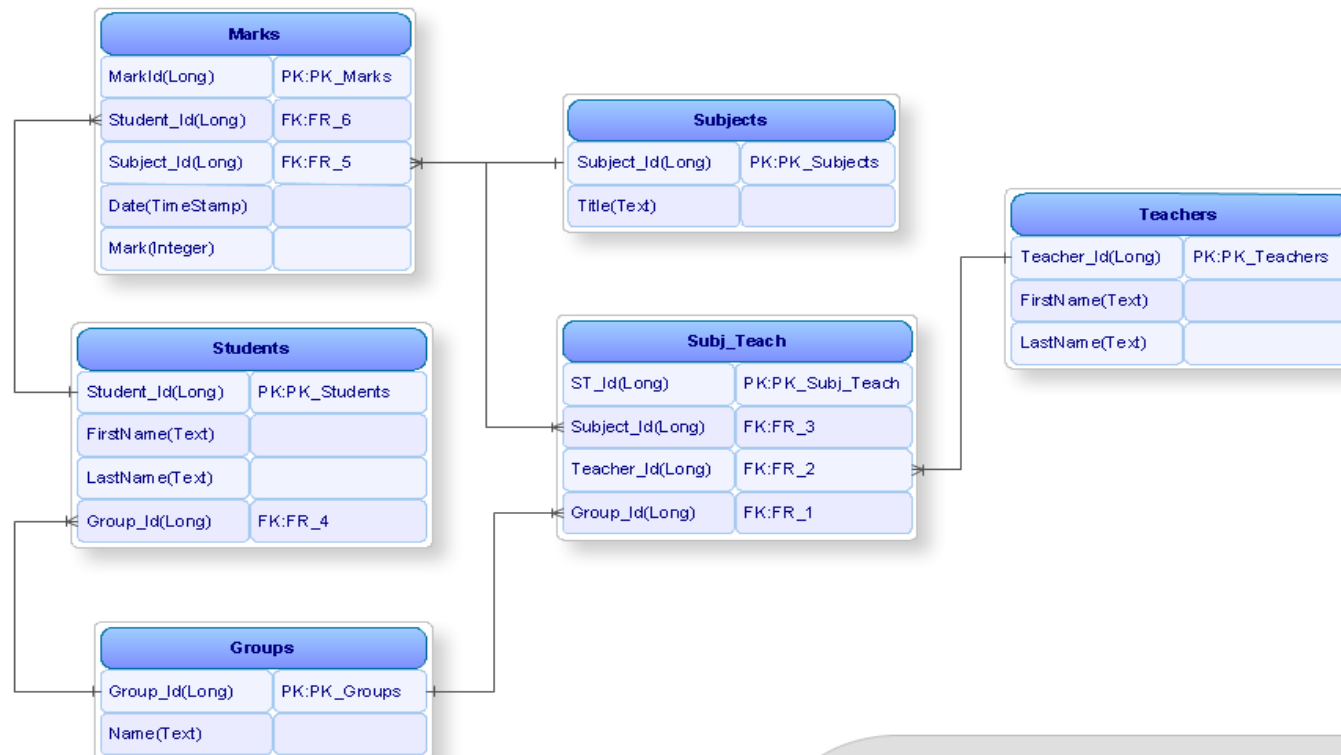 Marks
MarkId(Long) PK:PK_Marks
Student_Id(Long) FK:FR_6
Subject_Id(Long) FK:FR_5
Date(TimeStamp)
Mark(Integer)
Subjects
Subject_Id(Long) PK:PK_Subjects
Title(Text)
Teachers
Teacher_Id(Long) PK:PK_Teachers
FirstName(Text)
LastName(Text)
Students
Student_Id(Long) PK:PK_Students
FirstName(Text)
LastName(Text)
Group_Id(Long) FK:FR_4
Subj_Teach
ST_Id(Long) PK:PK_Subj_Teach
Subject_Id(Long) FK:FR_3
Teacher_Id(Long) FK:FR_2
Group_Id(Long) FK:FR_1
Groups
Group_Id(Long) PK:PK_Groups
Name(Text)